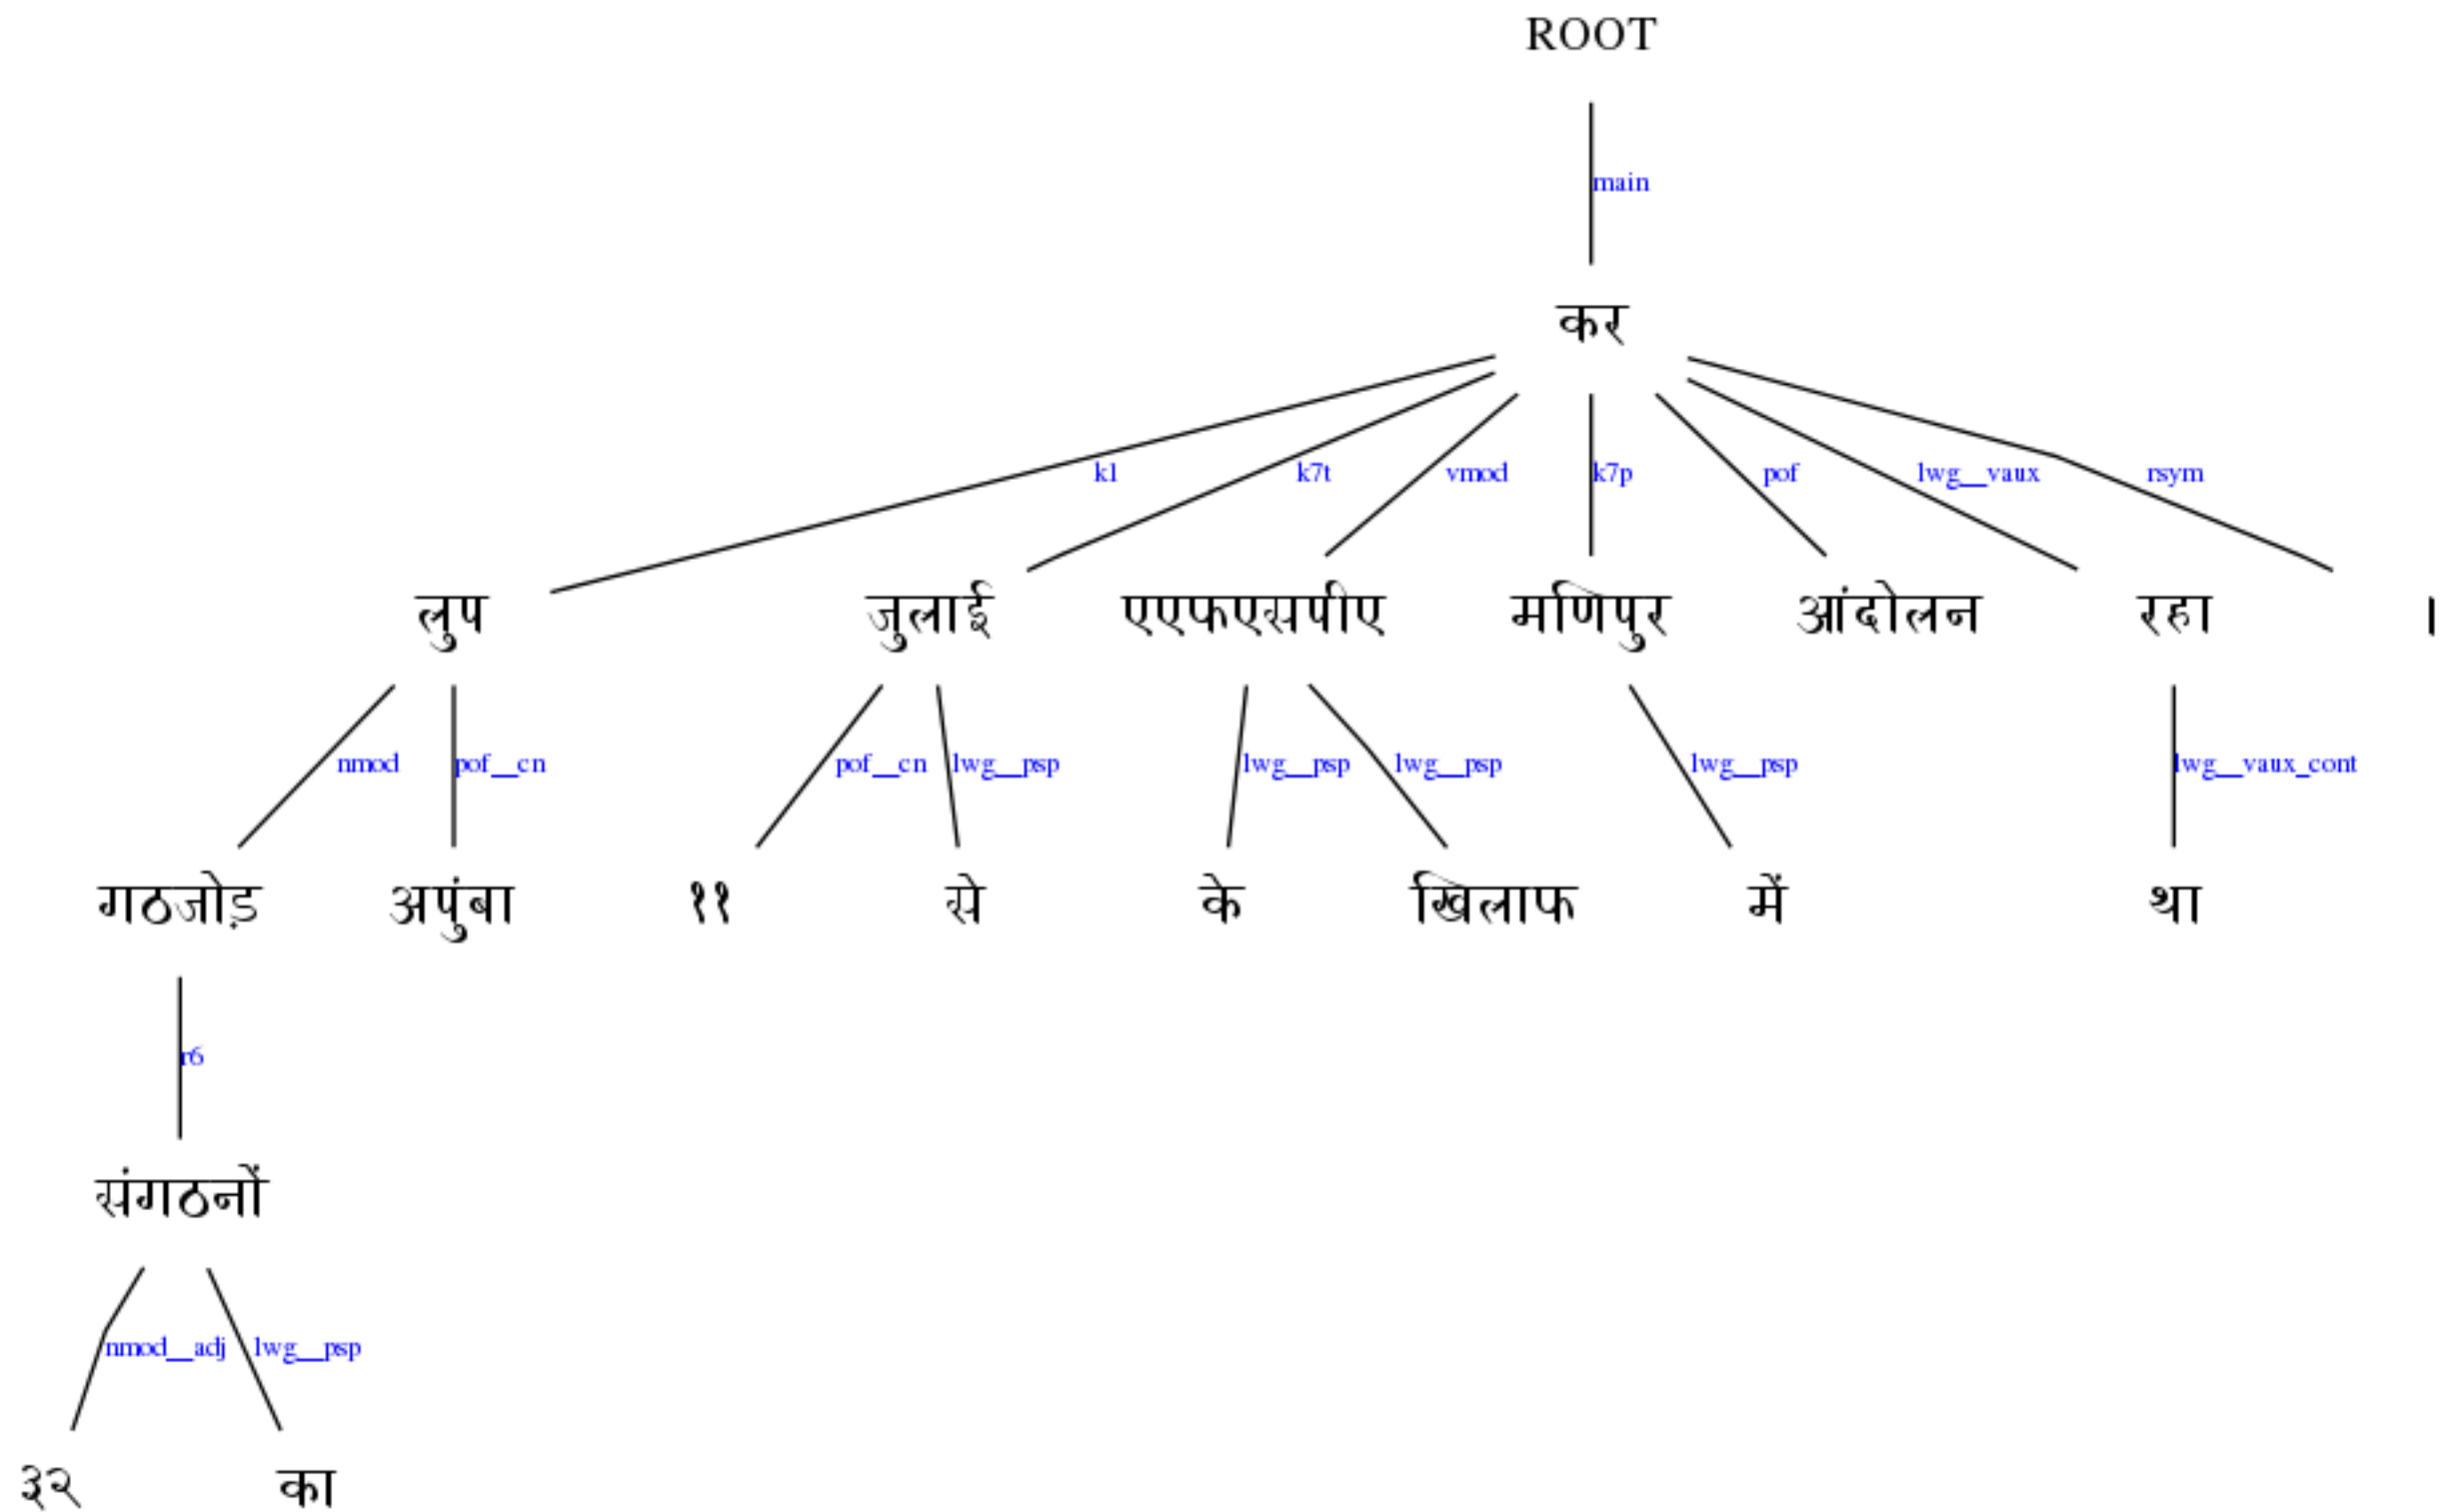 ROOT
main
कर
k1 k7t vmod k7p pof lwg__vaux rsym
लुप जुलाई एएफएसपीए मणिपुर आंदोलन रहा ।
nmod pof__cn pof__cn lwg__psp lwg__psp lwg__psp lwg__psp lwg__vaux_cont
गठजोड़ अपुंबा ११ से के खिलाफ में था
r6
संगठनों
nmod__adj lwg__psp
३२ का